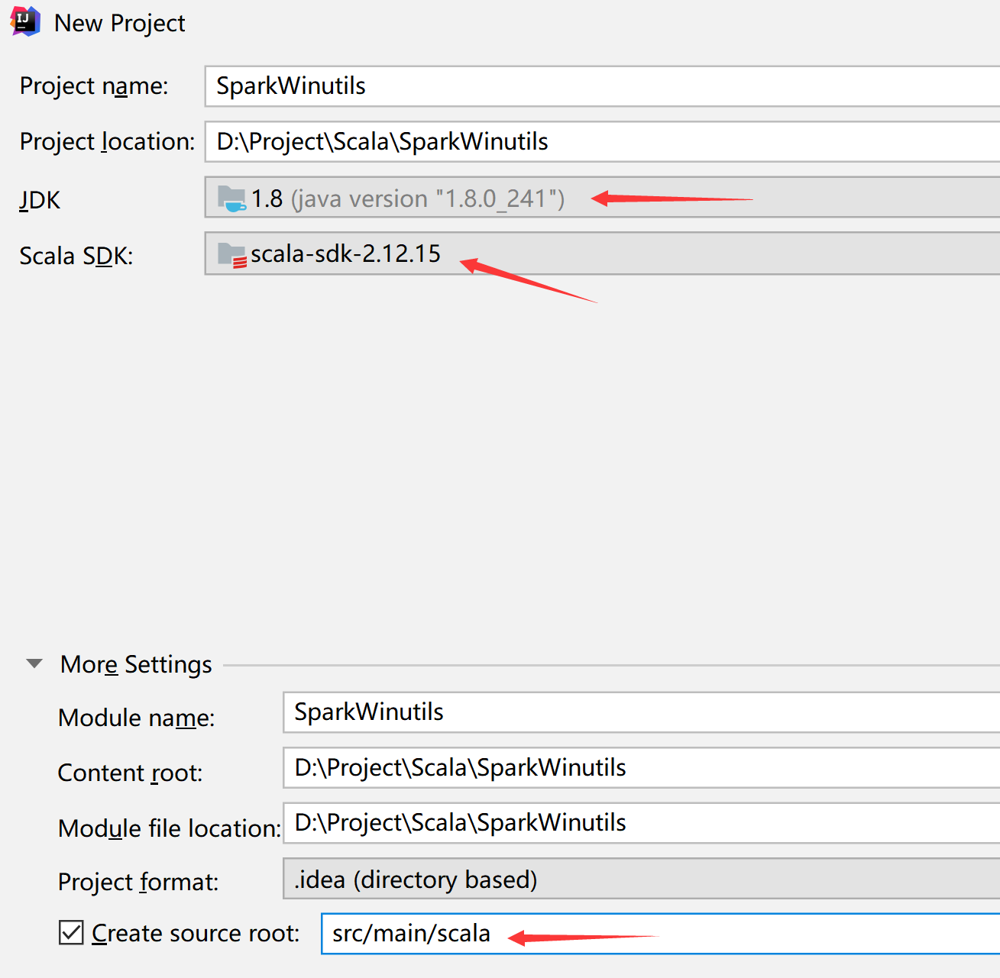 IJ
New Project
Project name: SparkWinutils
Project location: D:\Project\Scala\SparkWinutils
JDK 1.8 (java version "1.8.0_241")
Scala SDK: scala-sdk-2.12.15
More Settings
Module name: SparkWinutils
Content root: D:\Project\Scala\SparkWinutils
Module file location: D:\Project\Scala\SparkWinutils
Project format: .idea (directory based)
Create source root: src/main/scala